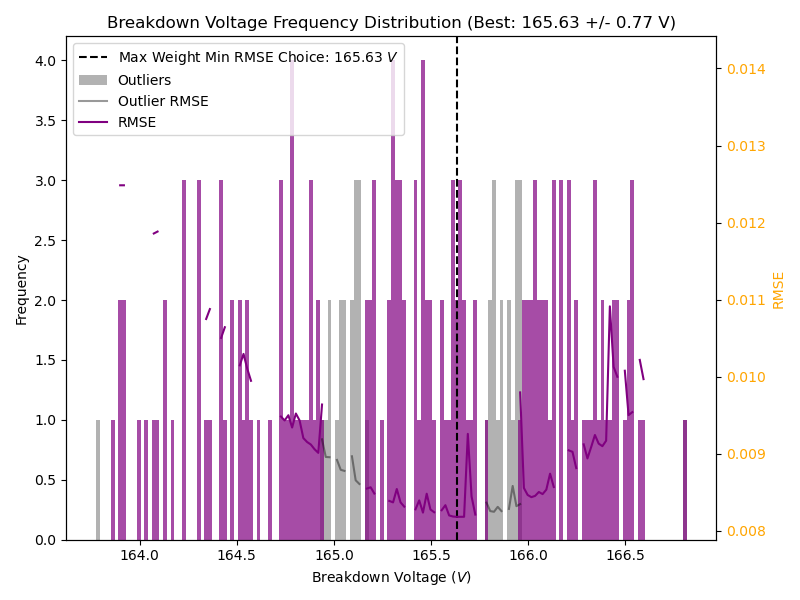 Breakdown Voltage Frequency Distribution (Best: 165.63 +/- 0.77 V)
Max Weight Min RMSE Choice: 165.63 V
Outliers
Outlier RMSE
RMSE
4.0
3.5
3.0
2.5
2.0
1.5
1.0
0.5
0.0
Frequency
164.0
164.5
165.0
165.5
166.0
166.5
Breakdown Voltage (V)
0.014
0.013
0.012
0.011
0.010
0.009
0.008
RMSE